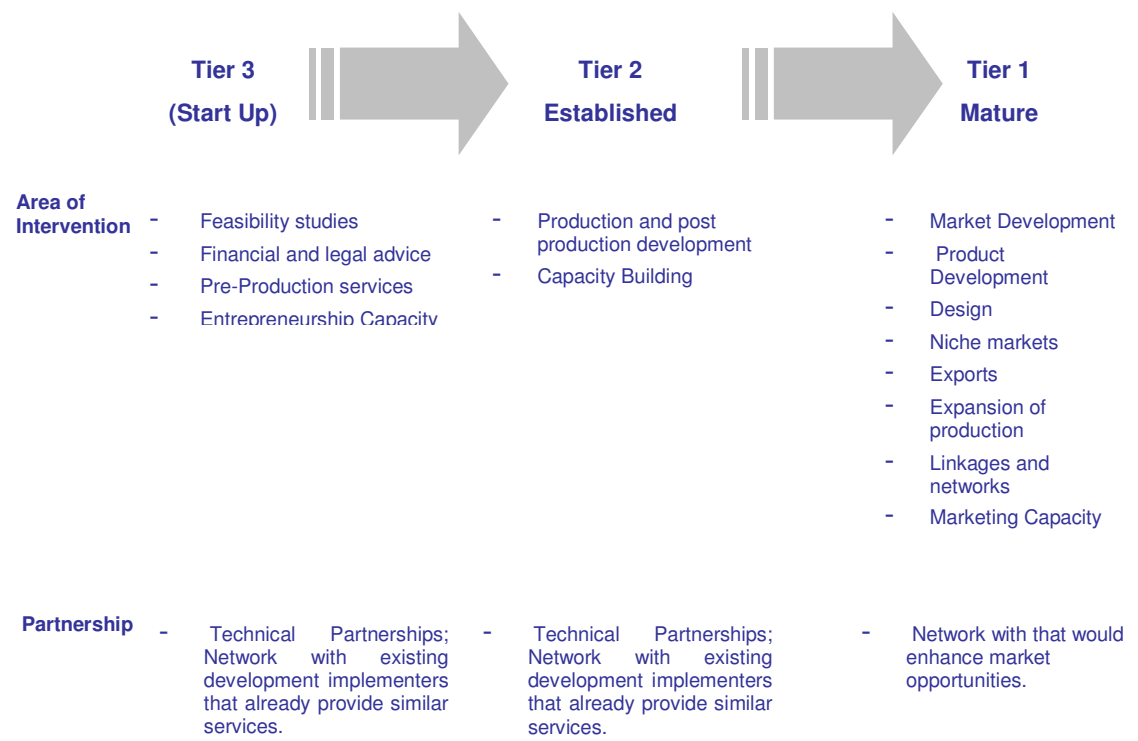 Tier 3
(Start Up)
Tier 2
Established
Tier 1
Mature
Area of
Intervention
- Feasibility studies
- Financial and legal advice
- Pre-Production services
- Entrepreneurship Capacity
- Production and post
production development
- Capacity Building
- Market Development
- Product
Development
- Design
- Niche markets
- Exports
- Expansion of
production
- Linkages and
networks
- Marketing Capacity
Partnership
- Technical Partnerships;
Network with existing
development implementers
that already provide similar
services.
- Technical Partnerships;
Network with existing
development implementers
that already provide similar
services.
- Network with that would
enhance market
opportunities.